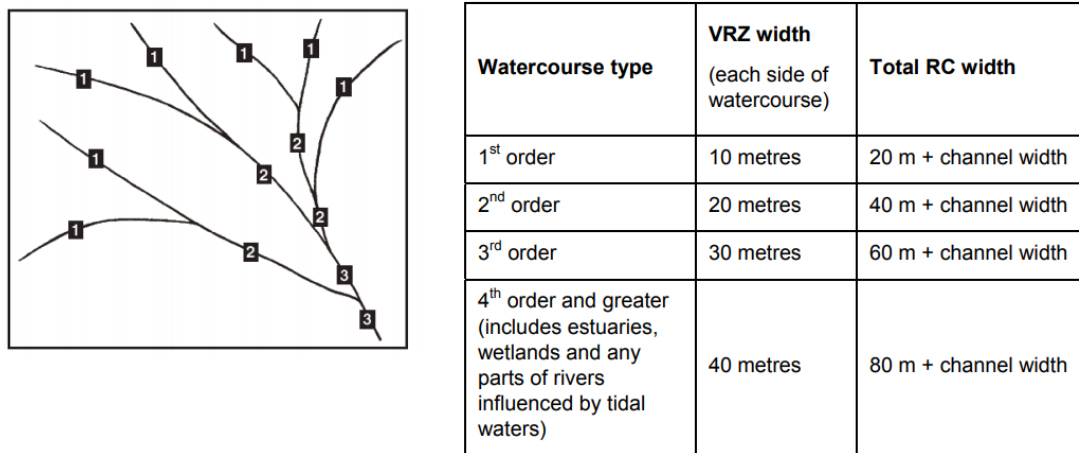 1
1
1
1
1
1
1
2
2
2
2
3
3
Watercourse type
VRZ width
(each side of
watercourse)
Total RC width
1st order
10 metres
20 m + channel width
2nd order
20 metres
40 m + channel width
3rd order
30 metres
60 m + channel width
4th order and greater
(includes estuaries,
wetlands and any
parts of rivers
influenced by tidal
waters)
40 metres
80 m + channel width